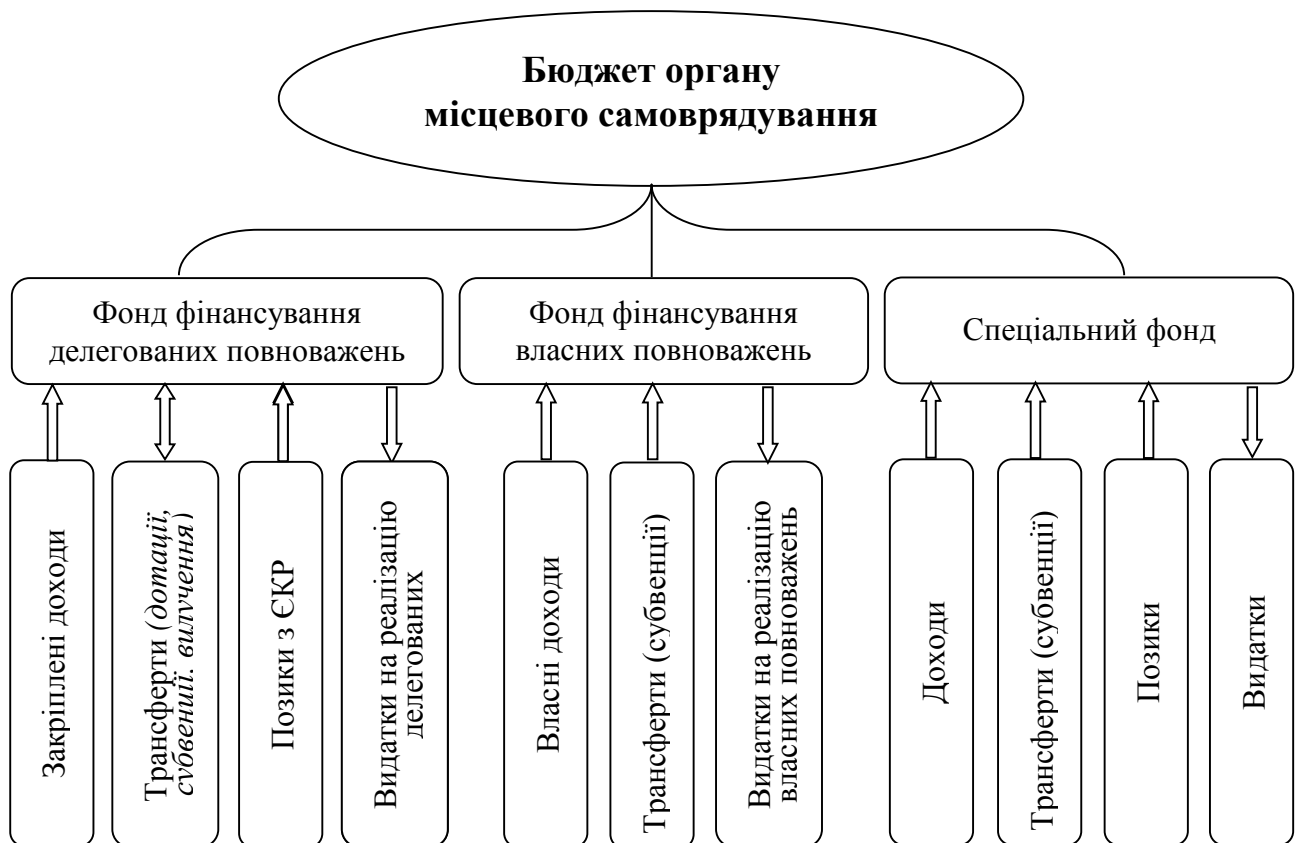 Бюджет органу
місцевого самоврядування
Фонд фінансування
делегованих повноважень
Фонд фінансування
власних повноважень
Спеціальний фонд
Закріплені доходи
Трансферти (дотації,
субвенції. вилучення)
Позики з ЄКР
Видатки на реалізацію
делегованих
Власні доходи
Трансферти (субвенції)
Видатки на реалізацію
власних повноважень
Доходи
Трансферти (субвенції)
Позики
Видатки